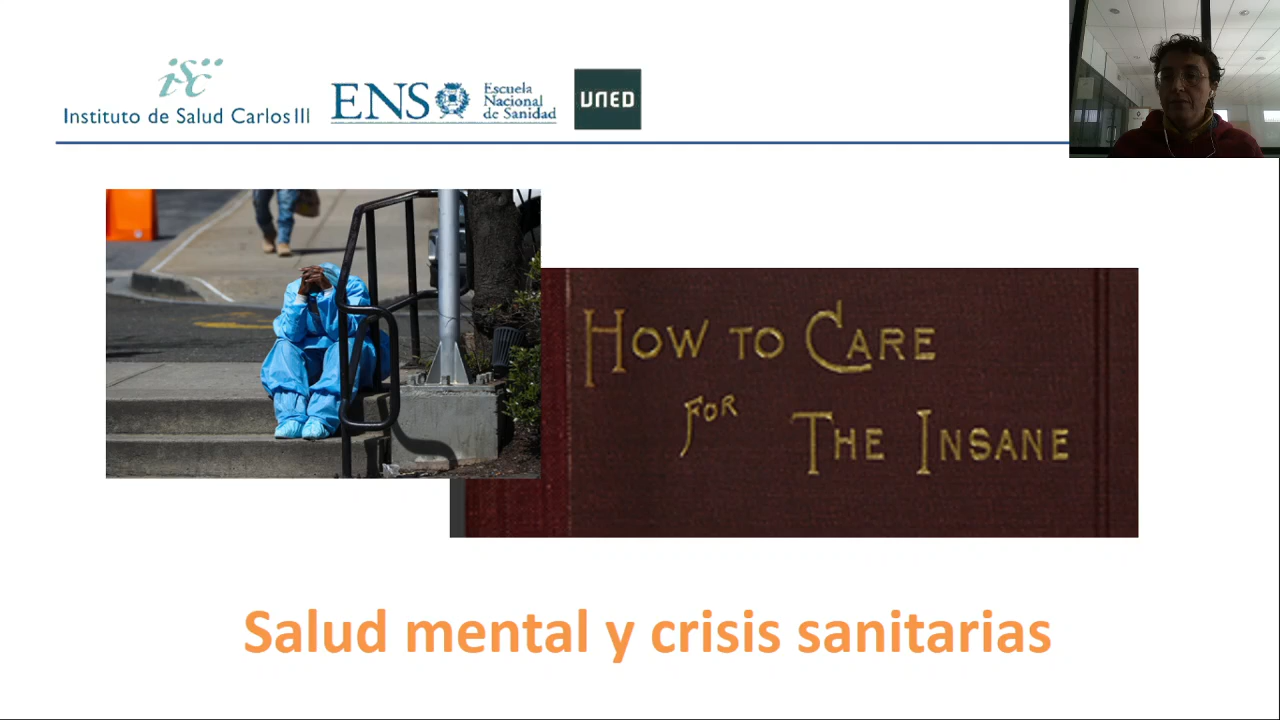 isc
Instituto de Salud Carlos III
ENS
Escuela
Nacional
de Sanidad
UNED
HOW TO CARE
FOR THE INSANE
Salud mental y crisis sanitarias